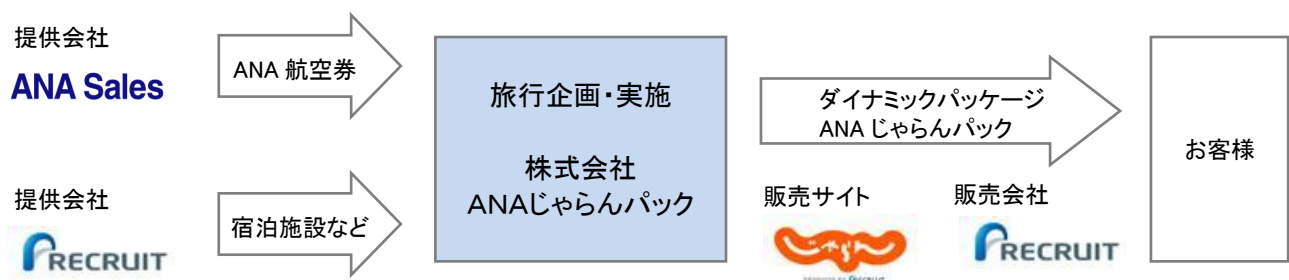 提供会社
ANA Sales
ANA 航空券
提供会社
RECRUIT
宿泊施設など
旅行企画・実施
株式会社
ANAじゃらんパック
ダイナミックパッケージ
ANA じゃらんパック
販売サイト
じゃらん
販売会社
RECRUIT
お客様